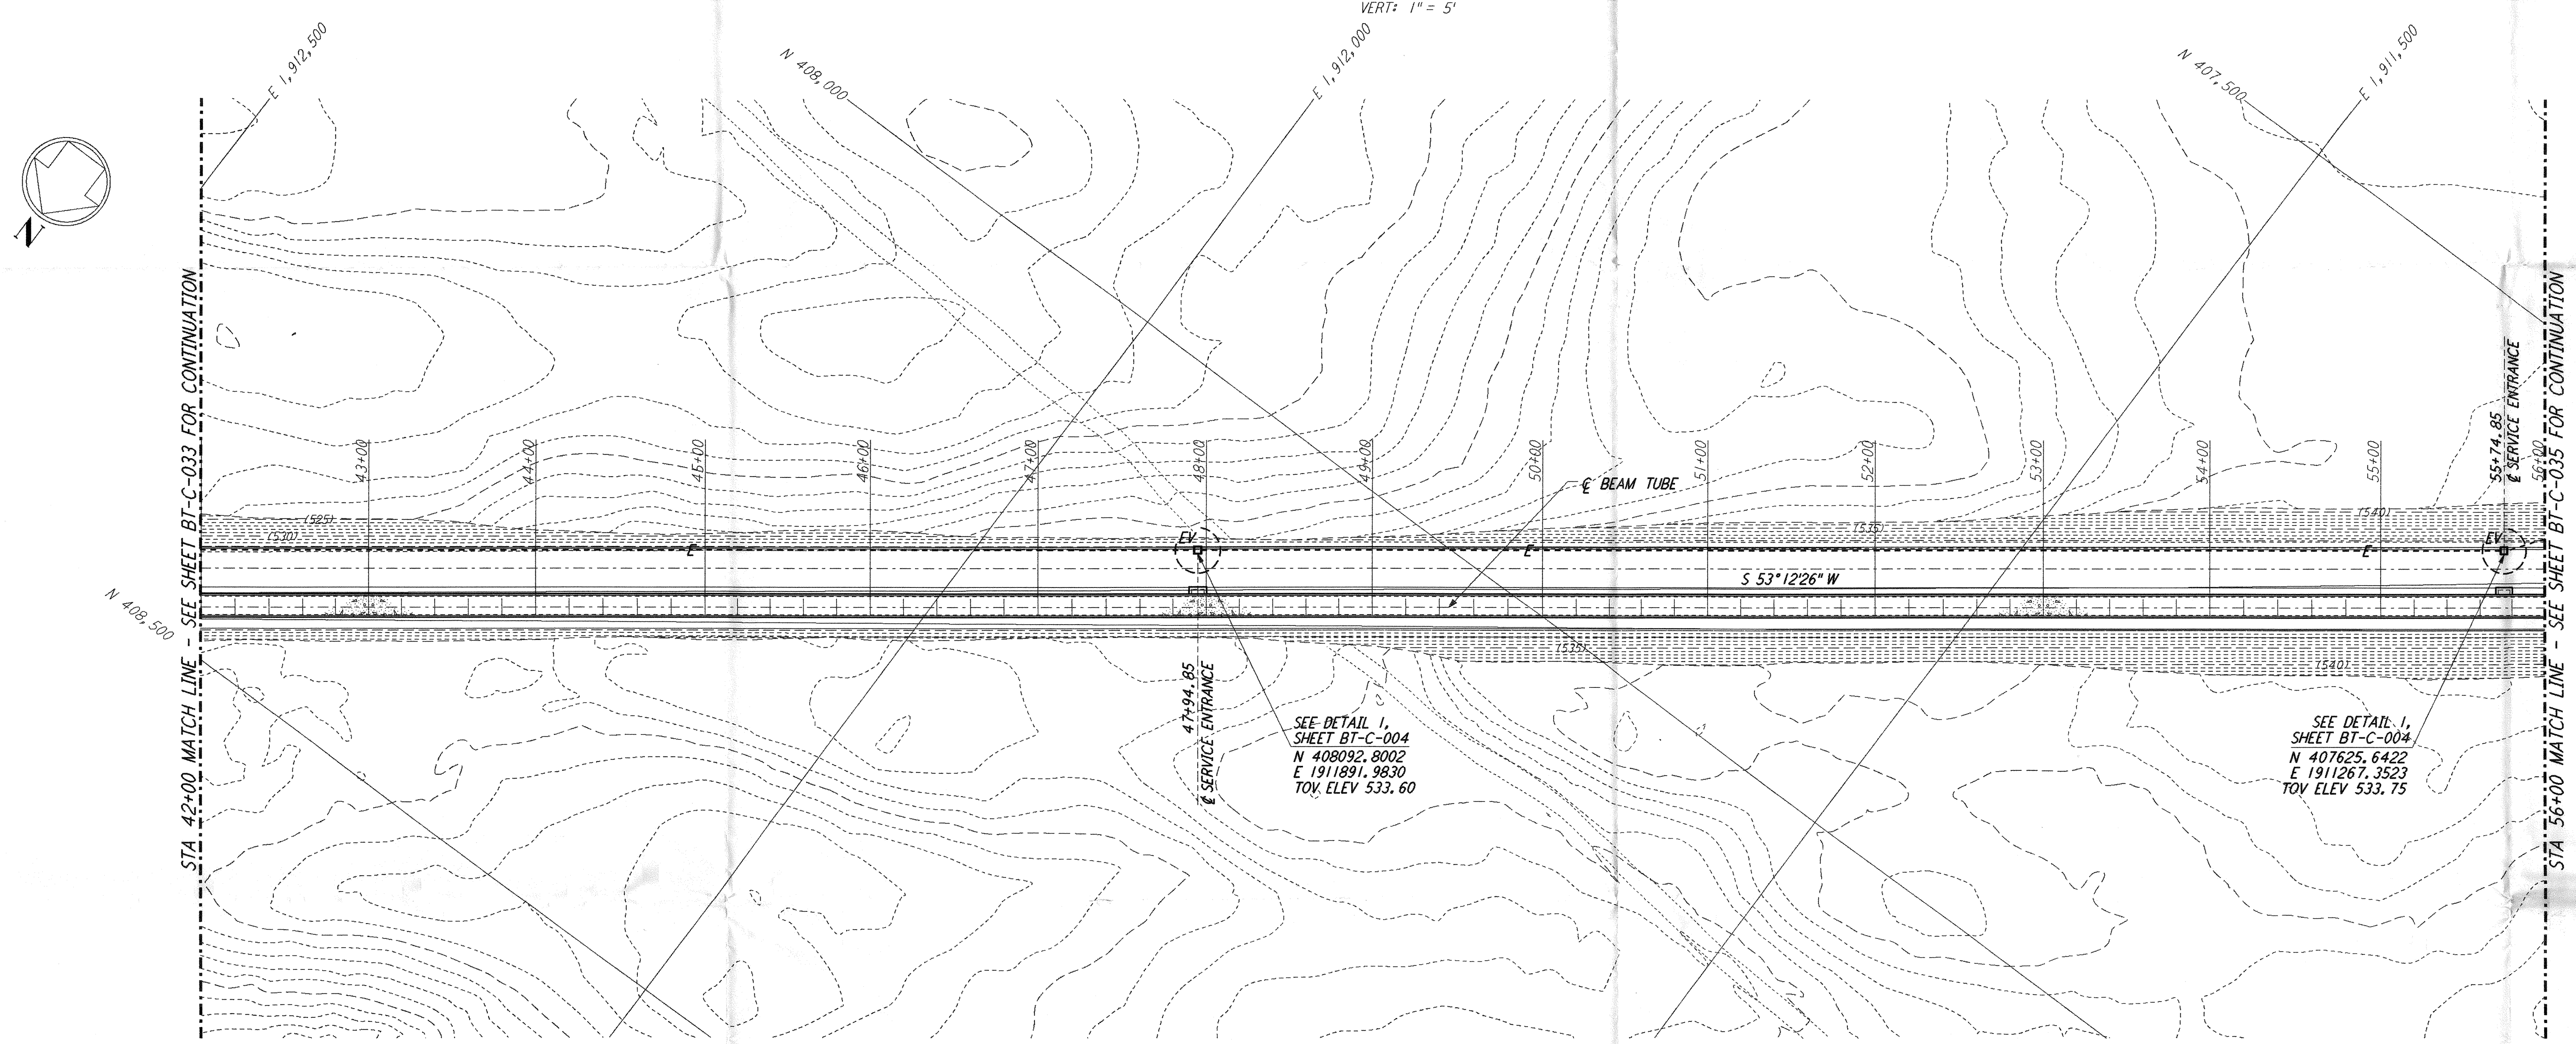 VERT: 1" = 5'
E 1,912,500
N 408,000
E 1,912,000
N 407,500
E 1,911,500
N
STA 42+00 MATCH LINE - SEE SHEET BT-C-033 FOR CONTINUATION
43+00
44+00
45+00
46+00
47+00
48+00
49+00
50+00
51+00
52+00
53+00
54+00
55+00
55+74.85
℄ SERVICE ENTRANCE
56+00
STA 56+00 MATCH LINE - SEE SHEET BT-C-035 FOR CONTINUATION
℄ BEAM TUBE
(525)
(530)
(535)
(540)
E
EV
E
E
EV
S 53°12'26" W
N 408,500
(535)
(540)
47+94.85
℄ SERVICE ENTRANCE
SEE DETAIL 1,
SHEET BT-C-004
N 408092.8002
E 1911891.9830
TOV ELEV 533.60
SEE DETAIL 1,
SHEET BT-C-004
N 407625.6422
E 1911267.3523
TOV ELEV 533.75